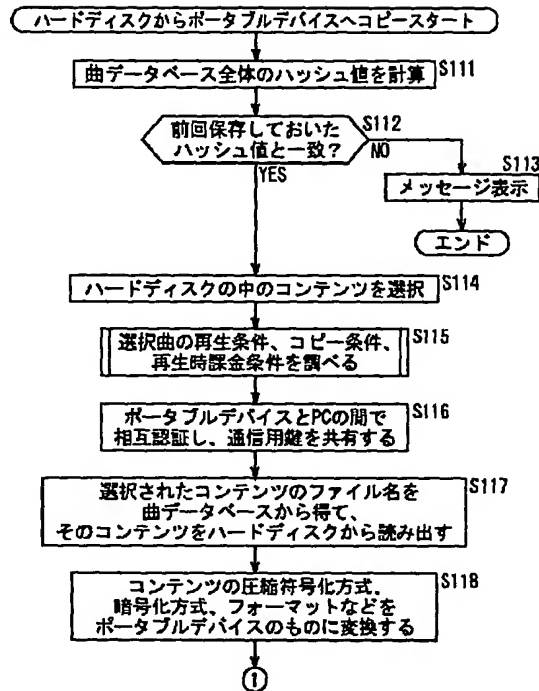 ハードディスクからポータブルデバイスへコピースタート
曲データベース全体のハッシュ値を計算
S111
前回保存しておいた
ハッシュ値と一致?
S112
NO
YES
S113
メッセージ表示
エンド
ハードディスクの中のコンテンツを選択
S114
選択曲の再生条件、コピー条件、
再生時課金条件を調べる
S115
ポータブルデバイスとPCの間で
相互認証し、通信用鍵を共有する
S116
選択されたコンテンツのファイル名を
曲データベースから得て、
そのコンテンツをハードディスクから読み出す
S117
コンテンツの圧縮符号化方式、
暗号化方式、フォーマットなどを
ポータブルデバイスのものに変換する
S118
1